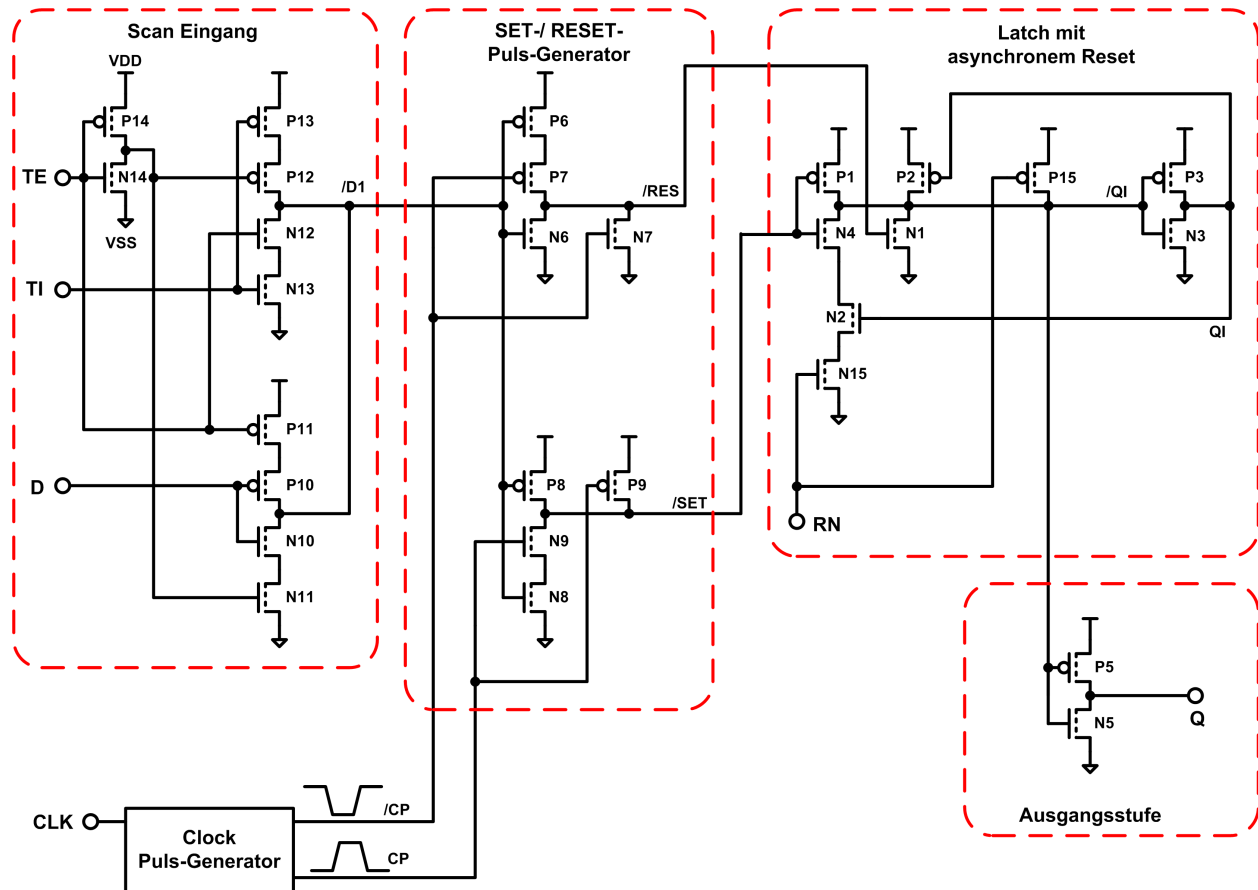 Scan Eingang
VDD
P14
P13
TE
N14
P12
VSS
/D1
N12
TI
N13
P11
D
P10
N10
N11
SET-/ RESET-
Puls-Generator
P6
P7
/RES
N6
N7
P8
P9
/SET
N9
N8
Latch mit
asynchronem Reset
P1
P2
P15
/QI
P3
N4
N1
N3
N2
QI
N15
RN
P5
Q
N5
Ausgangsstufe
CLK
Clock
Puls-Generator
/CP
CP